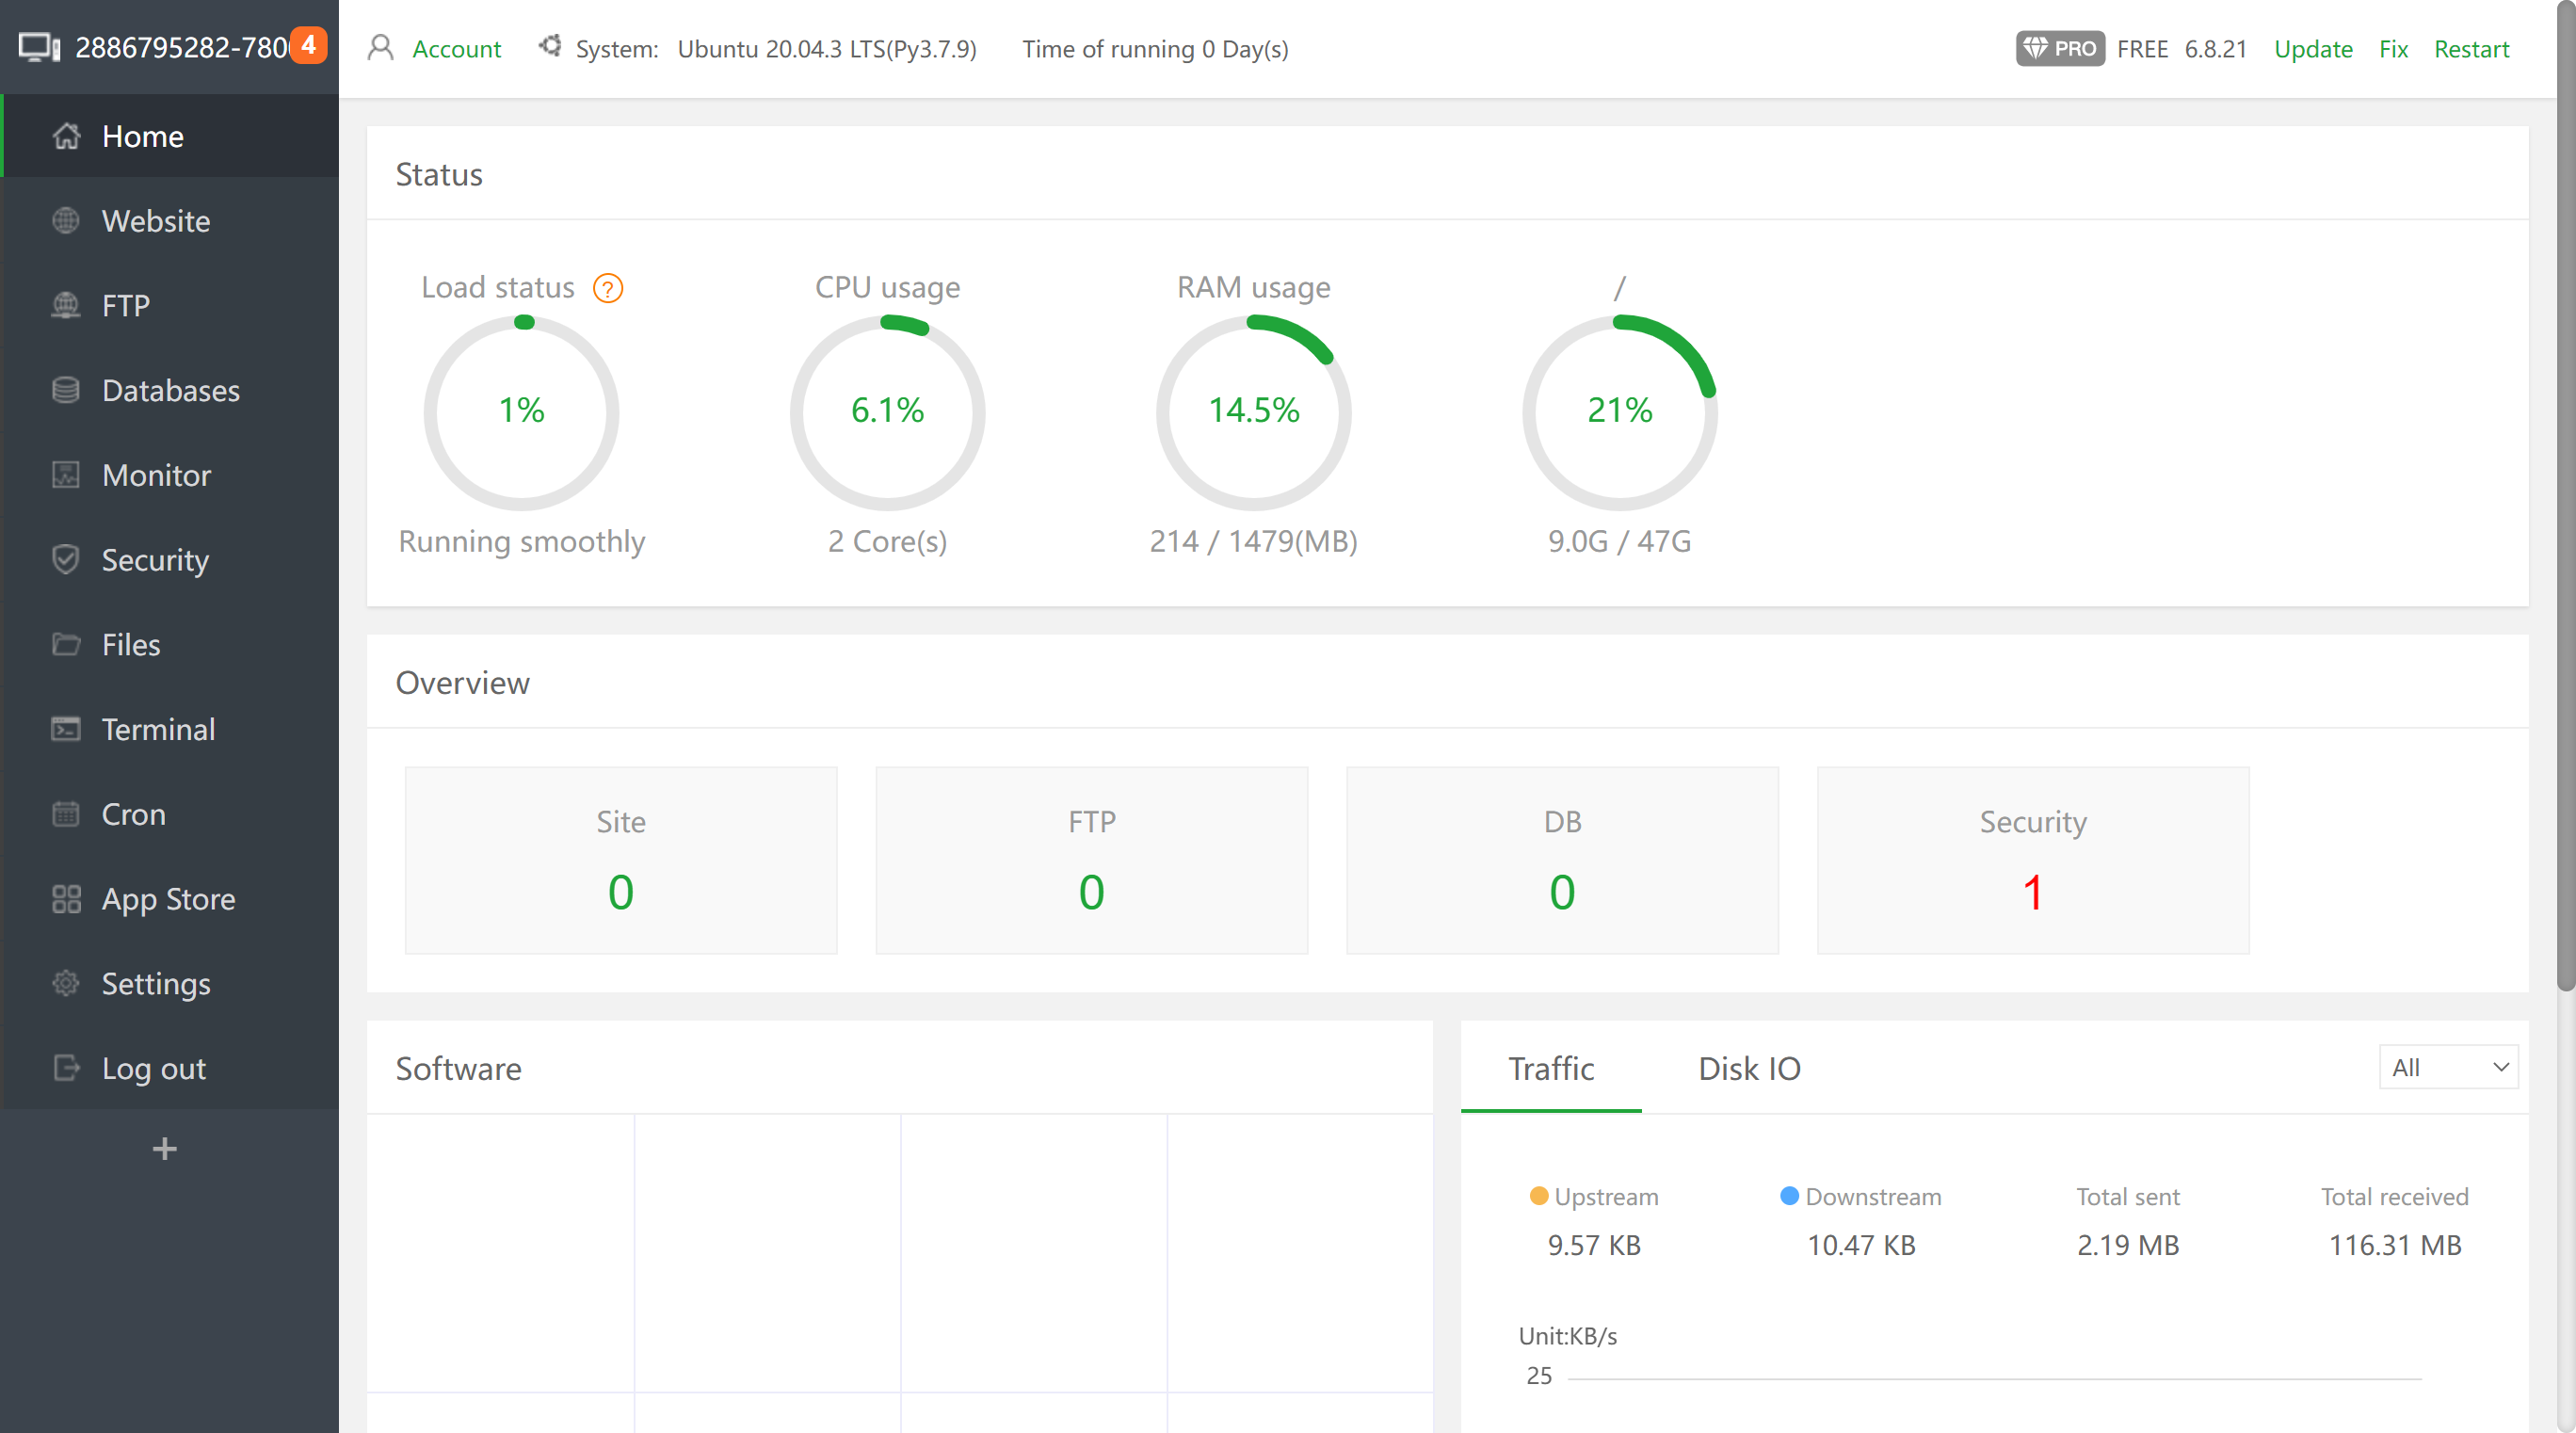 2886795282-780
4
Account
System: Ubuntu 20.04.3 LTS(Py3.7.9)
Time of running 0 Day(s)
PRO
FREE 6.8.21
Update
Fix
Restart
Home
Website
FTP
Databases
Monitor
Security
Files
Terminal
Cron
App Store
Settings
Log out
+
Status
Load status ?
CPU usage
RAM usage
/
1%
6.1%
14.5%
21%
Running smoothly
2 Core(s)
214 / 1479(MB)
9.0G / 47G
Overview
Site
FTP
DB
Security
0
0
0
1
Software
Traffic
Disk IO
All
Upstream
Downstream
Total sent
Total received
9.57 KB
10.47 KB
2.19 MB
116.31 MB
Unit:KB/s
25